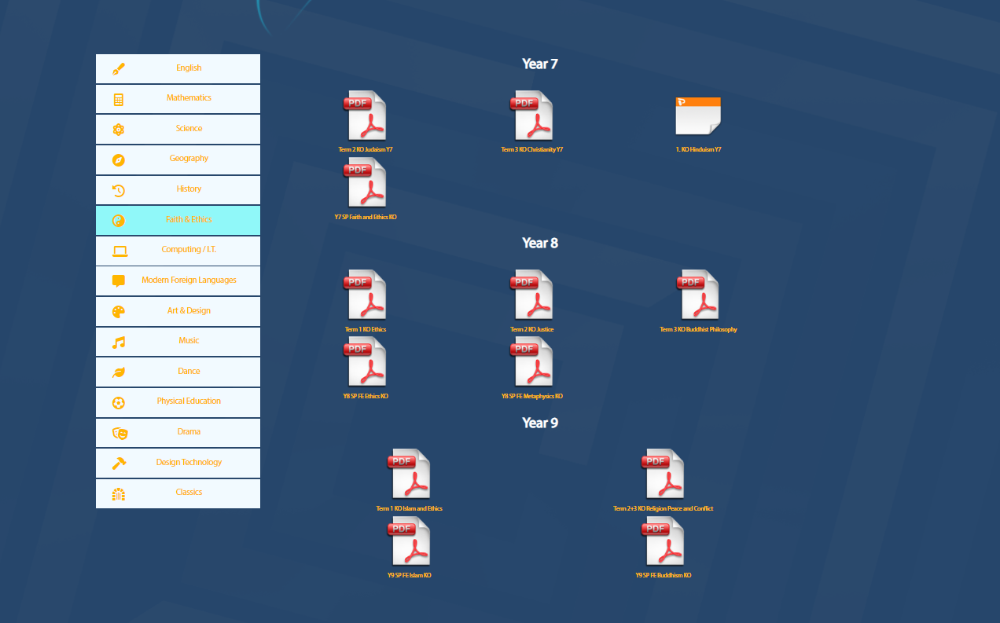 English
Mathematics
Science
Geography
History
Faith & Ethics
Computing / I.T.
Modern Foreign Languages
Art & Design
Music
Dance
Physical Education
Drama
Design Technology
Classics
Year 7
PDF PDF
Term 2 KO Judaism Y7 Term 3 KO Christianity Y7 1. KO Hinduism Y7
PDF
Y7 SP Faith and Ethics KO
Year 8
PDF PDF PDF
Term 1 KO Ethics Term 2 KO Justice Term 3 KO Buddhist Philosophy
PDF PDF
Y8 SP FE Ethics KO Y8 SP FE Metaphysics KO
Year 9
PDF PDF
Term 1 KO Islam and Ethics Term 2+3 KO Religion Peace and Conflict
PDF PDF
Y9 SP FE Islam KO Y9 SP FE Buddhism KO